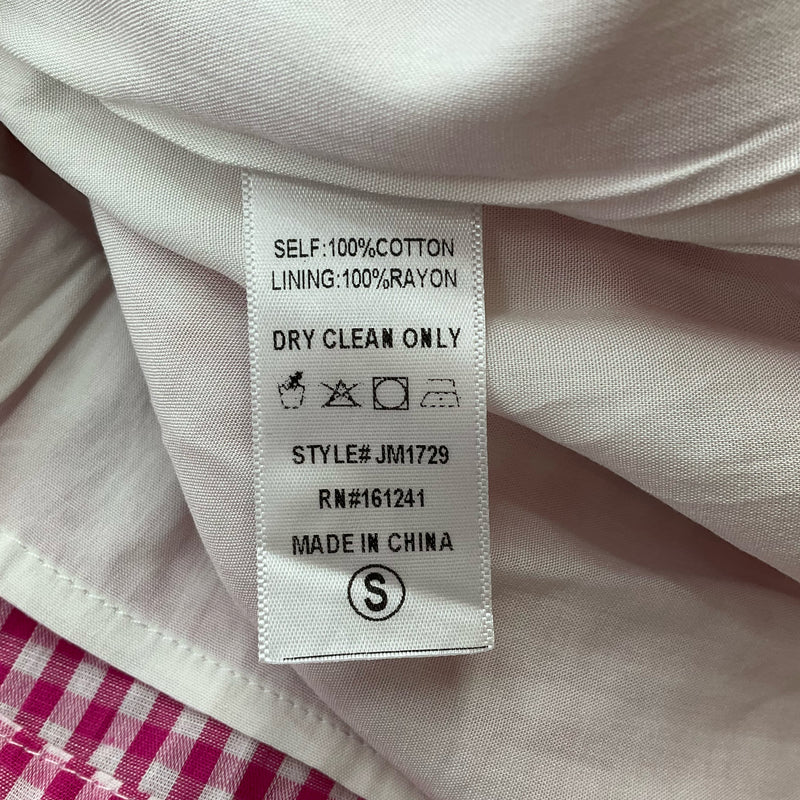 SELF:100%COTTON
LINING:100%RAYON
DRY CLEAN ONLY
STYLE# JM1729
RN#161241
MADE IN CHINA
S